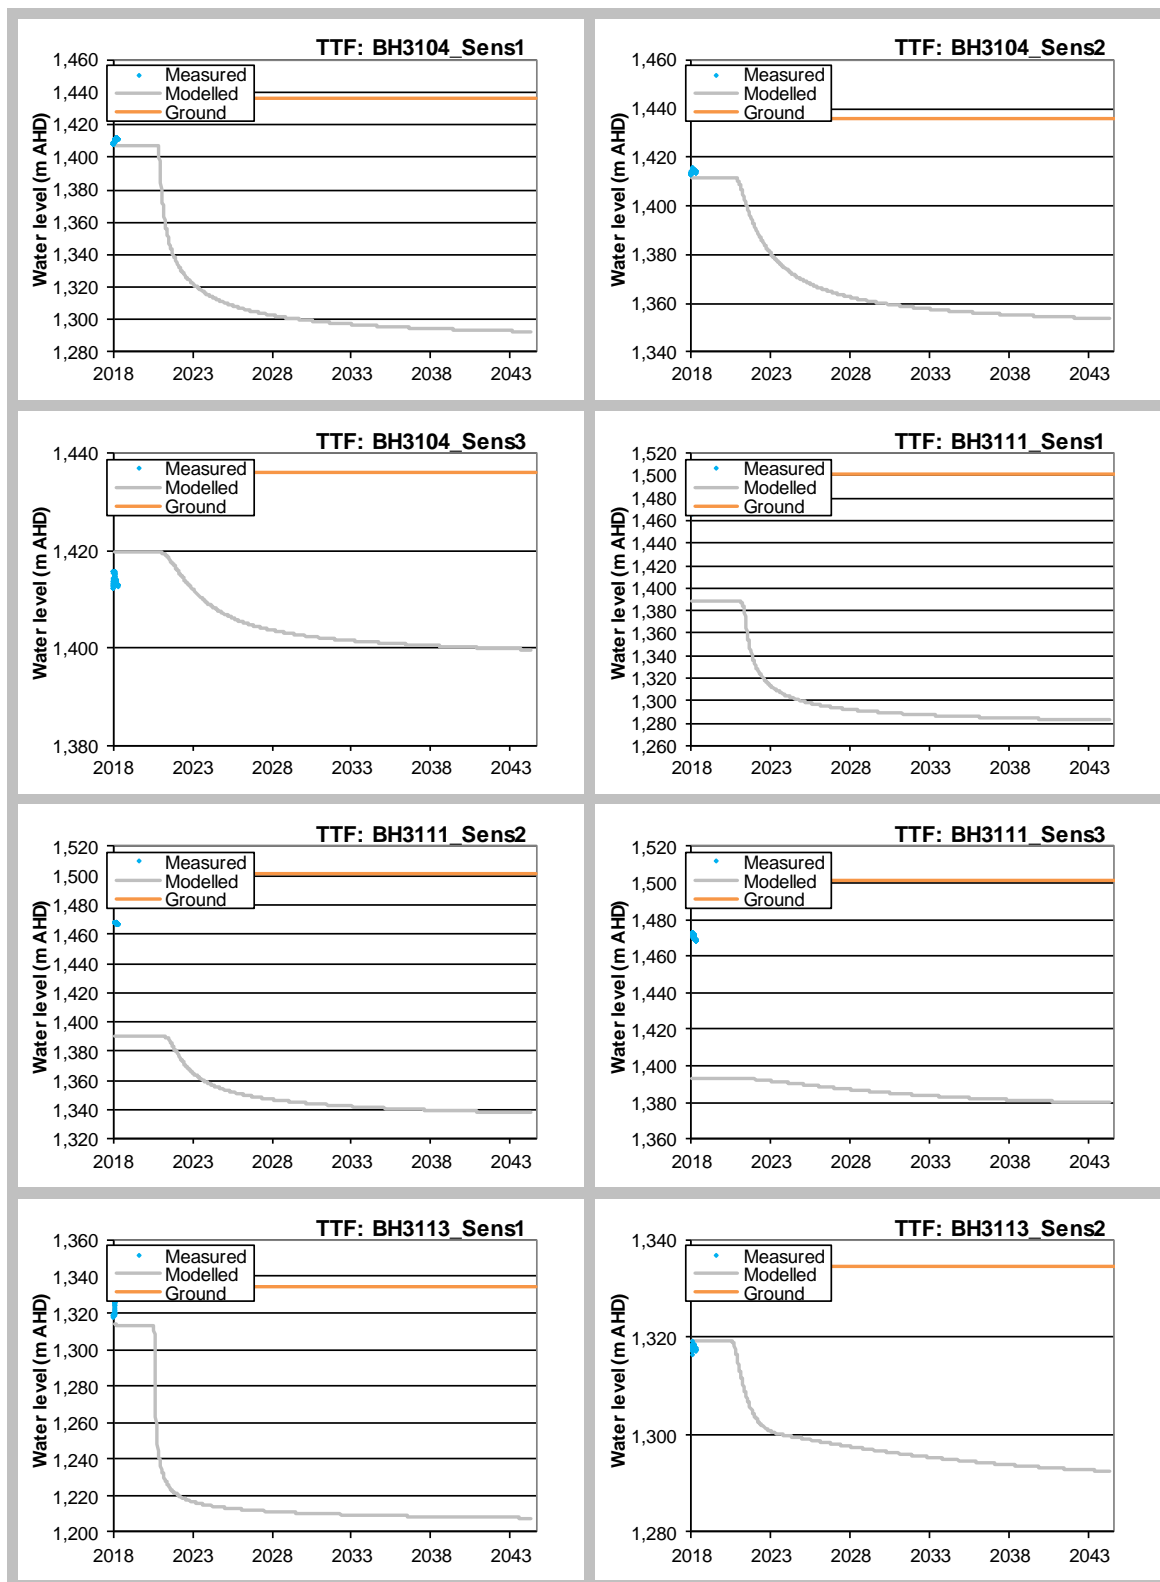 TTF: BH3104_Sens1
Water level (m AHD)
1,460
1,440
1,420
1,400
1,380
1,360
1,340
1,320
1,300
1,280
Measured
Modelled
Ground
2018 2023 2028 2033 2038 2043
TTF: BH3104_Sens2
Water level (m AHD)
1,460
1,440
1,420
1,400
1,380
1,360
1,340
Measured
Modelled
Ground
2018 2023 2028 2033 2038 2043
TTF: BH3104_Sens3
Water level (m AHD)
1,440
1,420
1,400
1,380
Measured
Modelled
Ground
2018 2023 2028 2033 2038 2043
TTF: BH3111_Sens1
Water level (m AHD)
1,520
1,500
1,480
1,460
1,440
1,420
1,400
1,380
1,360
1,340
1,320
1,300
1,280
1,260
Measured
Modelled
Ground
2018 2023 2028 2033 2038 2043
TTF: BH3111_Sens2
Water level (m AHD)
1,520
1,500
1,480
1,460
1,440
1,420
1,400
1,380
1,360
1,340
1,320
Measured
Modelled
Ground
2018 2023 2028 2033 2038 2043
TTF: BH3111_Sens3
Water level (m AHD)
1,520
1,500
1,480
1,460
1,440
1,420
1,400
1,380
1,360
Measured
Modelled
Ground
2018 2023 2028 2033 2038 2043
TTF: BH3113_Sens1
Water level (m AHD)
1,360
1,340
1,320
1,300
1,280
1,260
1,240
1,220
1,200
Measured
Modelled
Ground
2018 2023 2028 2033 2038 2043
TTF: BH3113_Sens2
Water level (m AHD)
1,340
1,320
1,300
1,280
Measured
Modelled
Ground
2018 2023 2028 2033 2038 2043